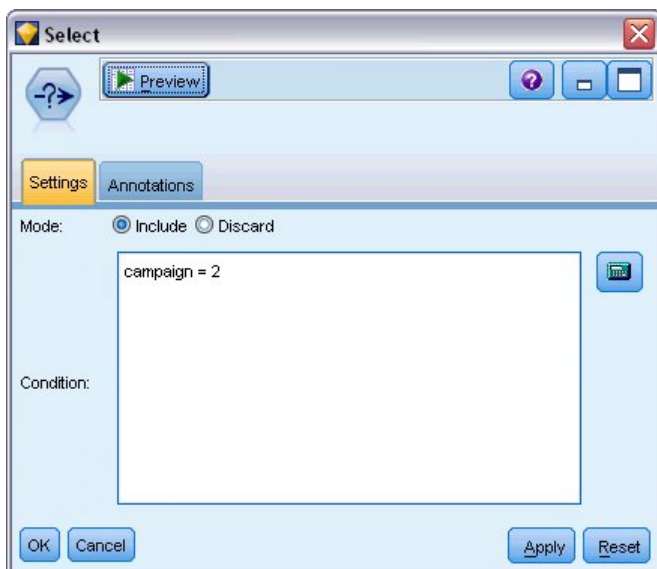 Select
Preview
Settings Annotations
Mode: Include Discard
campaign = 2
Condition:
OK Cancel Apply Reset